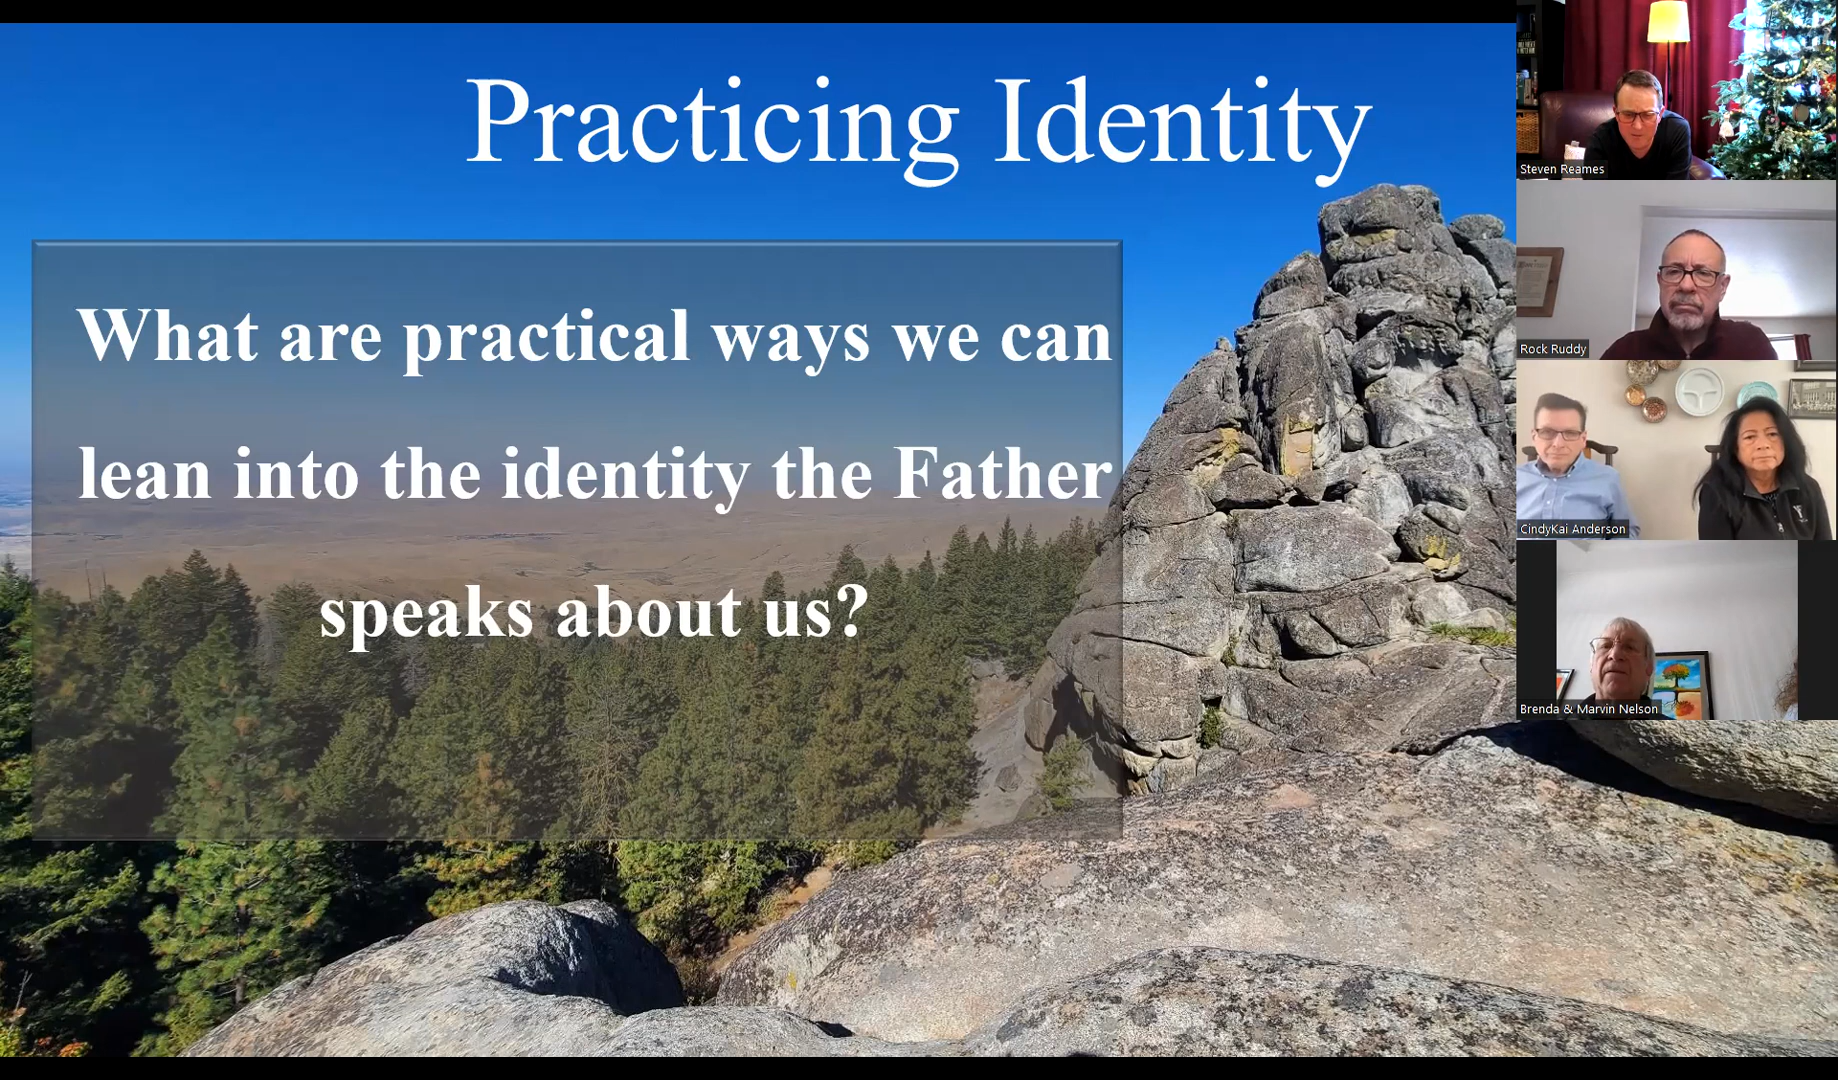 Practicing Identity
What are practical ways we can
lean into the identity the Father
speaks about us?
Steven Reames
Rock Ruddy
CindyKai Anderson
Brenda & Marvin Nelson